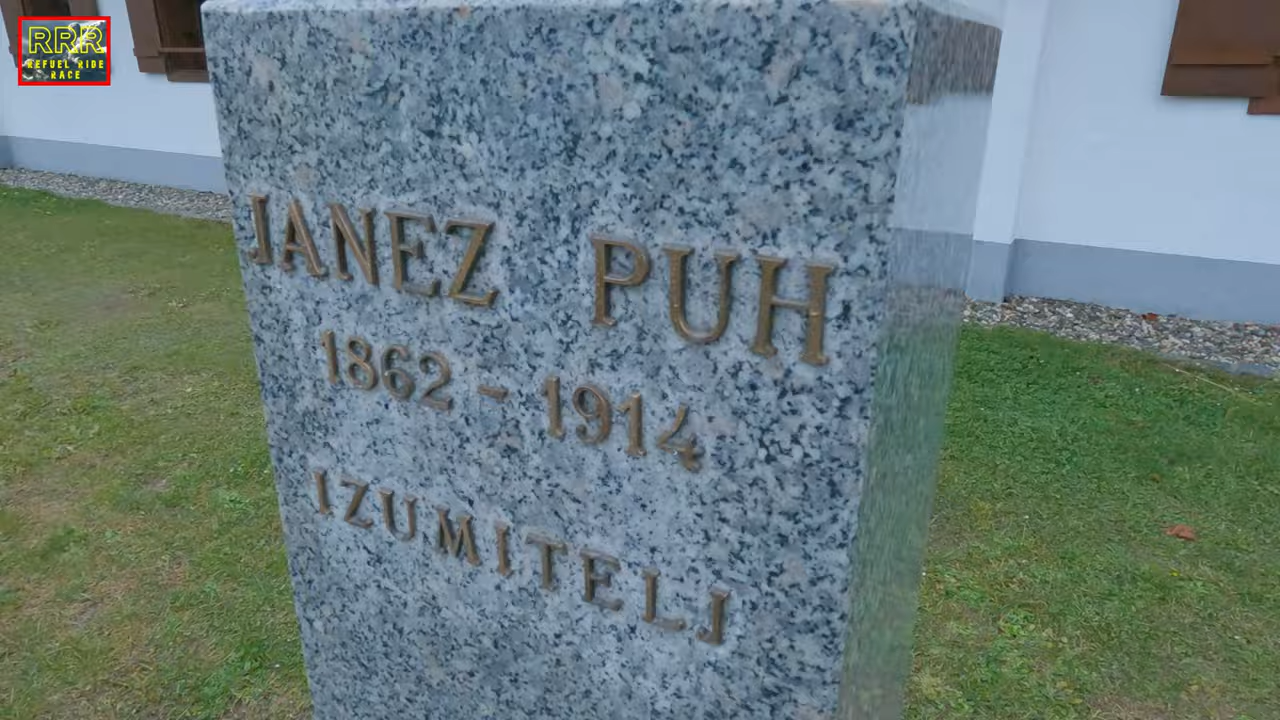 RRR
REFUEL RIDE
RACE
JANEZ PUH
1862 - 1914
IZUMITELJ